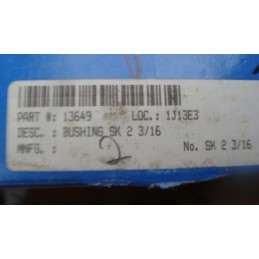 PART #: 13649 LOC.: 1J13E3
DESC. : BUSHING SK 2 3/16
MNFG. : No. SK 2 3/16
2